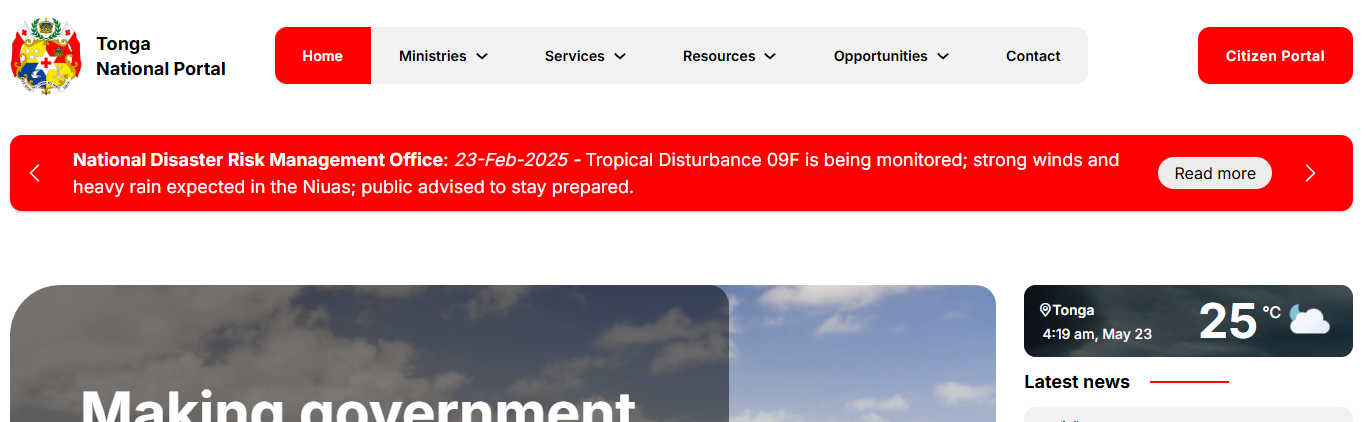 Tonga
National Portal
Home
Ministries
Services
Resources
Opportunities
Contact
Citizen Portal
National Disaster Risk Management Office: 23-Feb-2025 - Tropical Disturbance 09F is being monitored; strong winds and
heavy rain expected in the Niuas; public advised to stay prepared.
Read more
Making government
Tonga
4:19 am, May 23
25 °C
Latest news